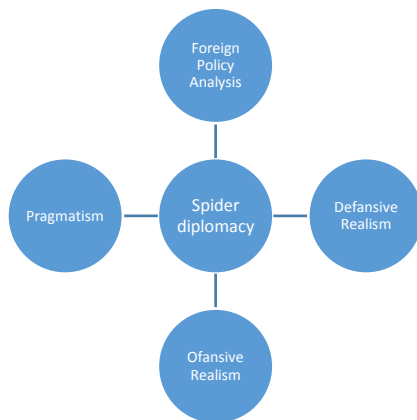 Foreign
Policy
Analysis
Pragmatism
Spider
diplomacy
Defansive
Realism
Ofansive
Realism